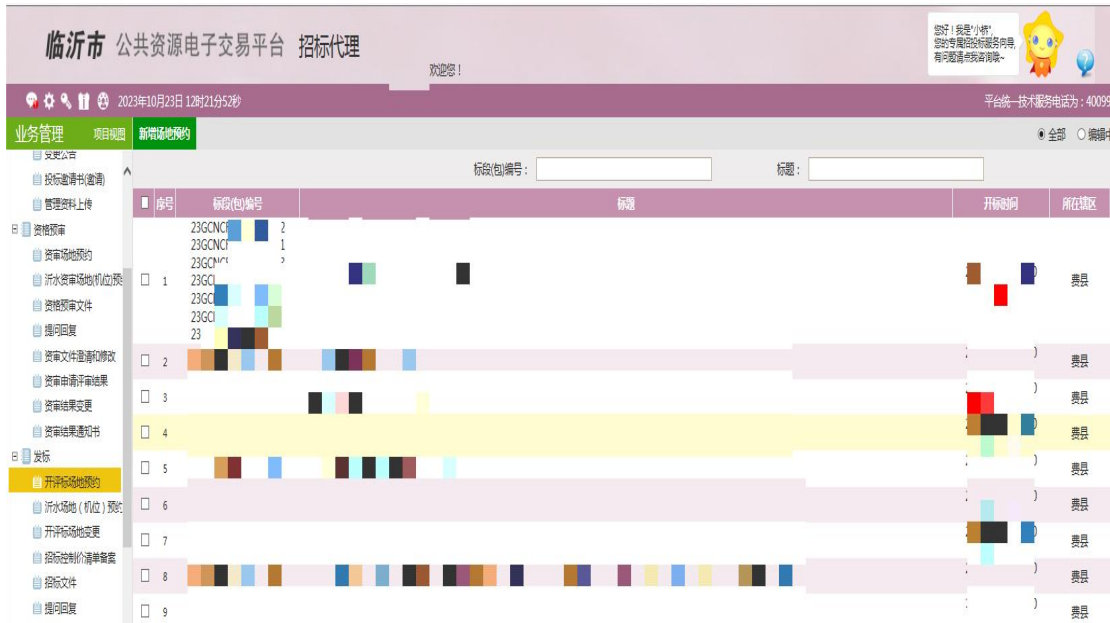 临沂市 公共资源电子交易平台 招标代理
欢迎您！
您好！我是"小桥"，
您的专属招投标服务向导，
有问题请点我咨询哦~
2023年10月23日 12时21分52秒
平台统一技术服务电话为：40099
业务管理 项目视图 新增场地预约
全部 编辑中
变更公告
投标邀请书(邀请)
管理资料上传
资格预审
资审场地预约
沂水资审场地(机位)预
资格预审文件
提问回复
资审文件澄清和修改
资审申请评审结果
资审结果变更
资审结果通知书
发标
开评标场地预约
沂水场地（机位）预约
开评标场地变更
招标控制价清单备案
招标文件
提问回复
标段(包)编号： 标题：
序号 标段(包)编号 标题 开标时间 所在辖区
23GCNC 2
23GCNC 1
23GCNC
23GC
23GC
23GC
23
1 费县
2 费县
3 费县
4 费县
5 费县
6 费县
7 费县
8 费县
9 费县